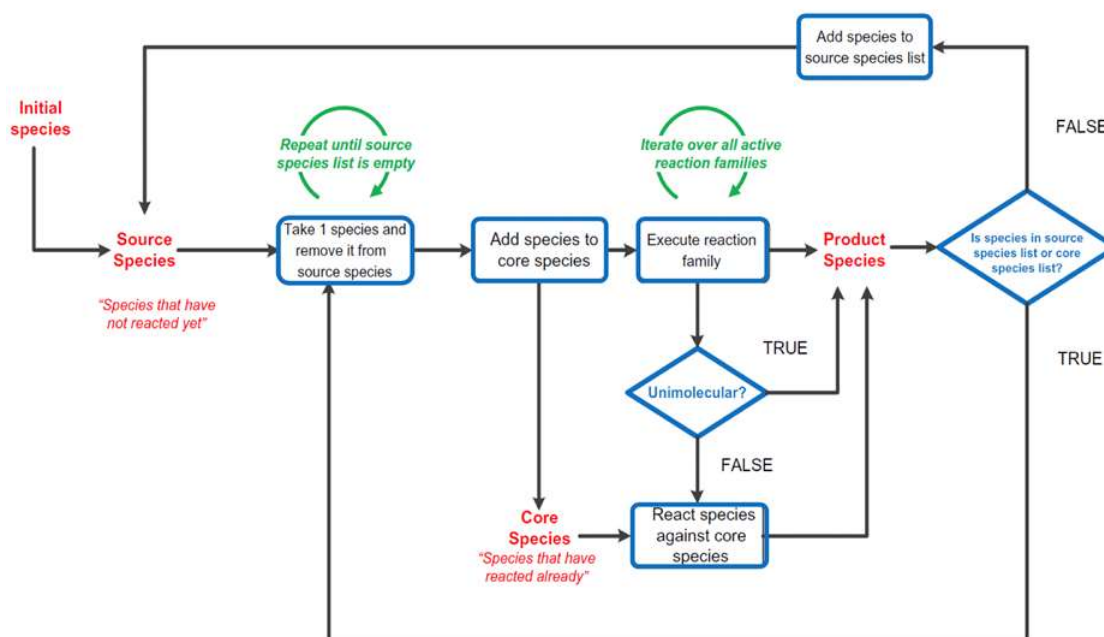 Add species to
source species list
Initial
species
FALSE
Repeat until source
species list is empty
Iterate over all active
reaction families
Source
Species
Take 1 species and
remove it from
source species
Add species to
core species
Execute reaction
family
Product
Species
Is species in source
species list or core
species list?
“Species that have
not reacted yet”
TRUE
TRUE
Unimolecular?
FALSE
Core
Species
“Species that have
reacted already”
React species
against core
species